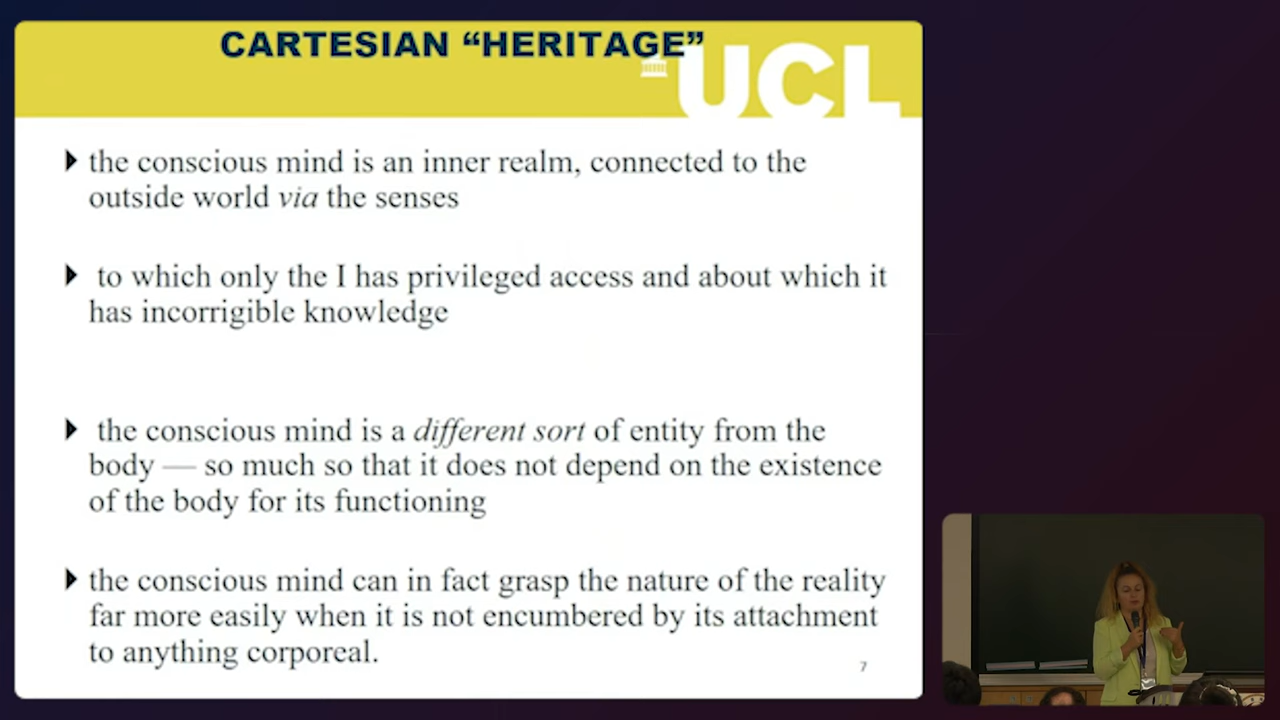 CARTESIAN “HERITAGE”
UCL
the conscious mind is an inner realm, connected to the
outside world via the senses
to which only the I has privileged access and about which it
has incorrigible knowledge
the conscious mind is a different sort of entity from the
body — so much so that it does not depend on the existence
of the body for its functioning
the conscious mind can in fact grasp the nature of the reality
far more easily when it is not encumbered by its attachment
to anything corporeal.
7